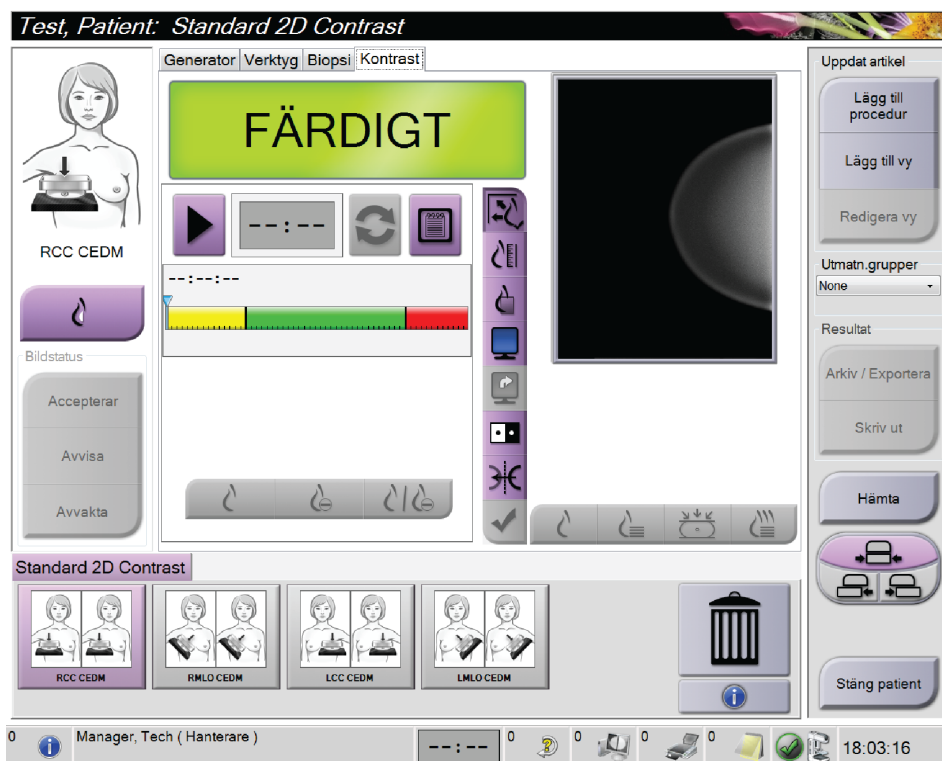 Test, Patient: Standard 2D Contrast
Generator Verktyg Biopsi Kontrast
FÄRDIGT
RCC CEDM
--:--
--:--:--
Bildstatus
Accepterar
Avvisa
Avvakta
Uppdat artikel
Lägg till
procedur
Lägg till vy
Redigera vy
Utmatn.grupper
None
Resultat
Arkiv / Exportera
Skriv ut
Hämta
Stäng patient
Standard 2D Contrast
RCC CEDM
RMLO CEDM
LCC CEDM
LMLO CEDM
0
Manager, Tech ( Hanterare )
--:--
0
0
0
0
18:03:16